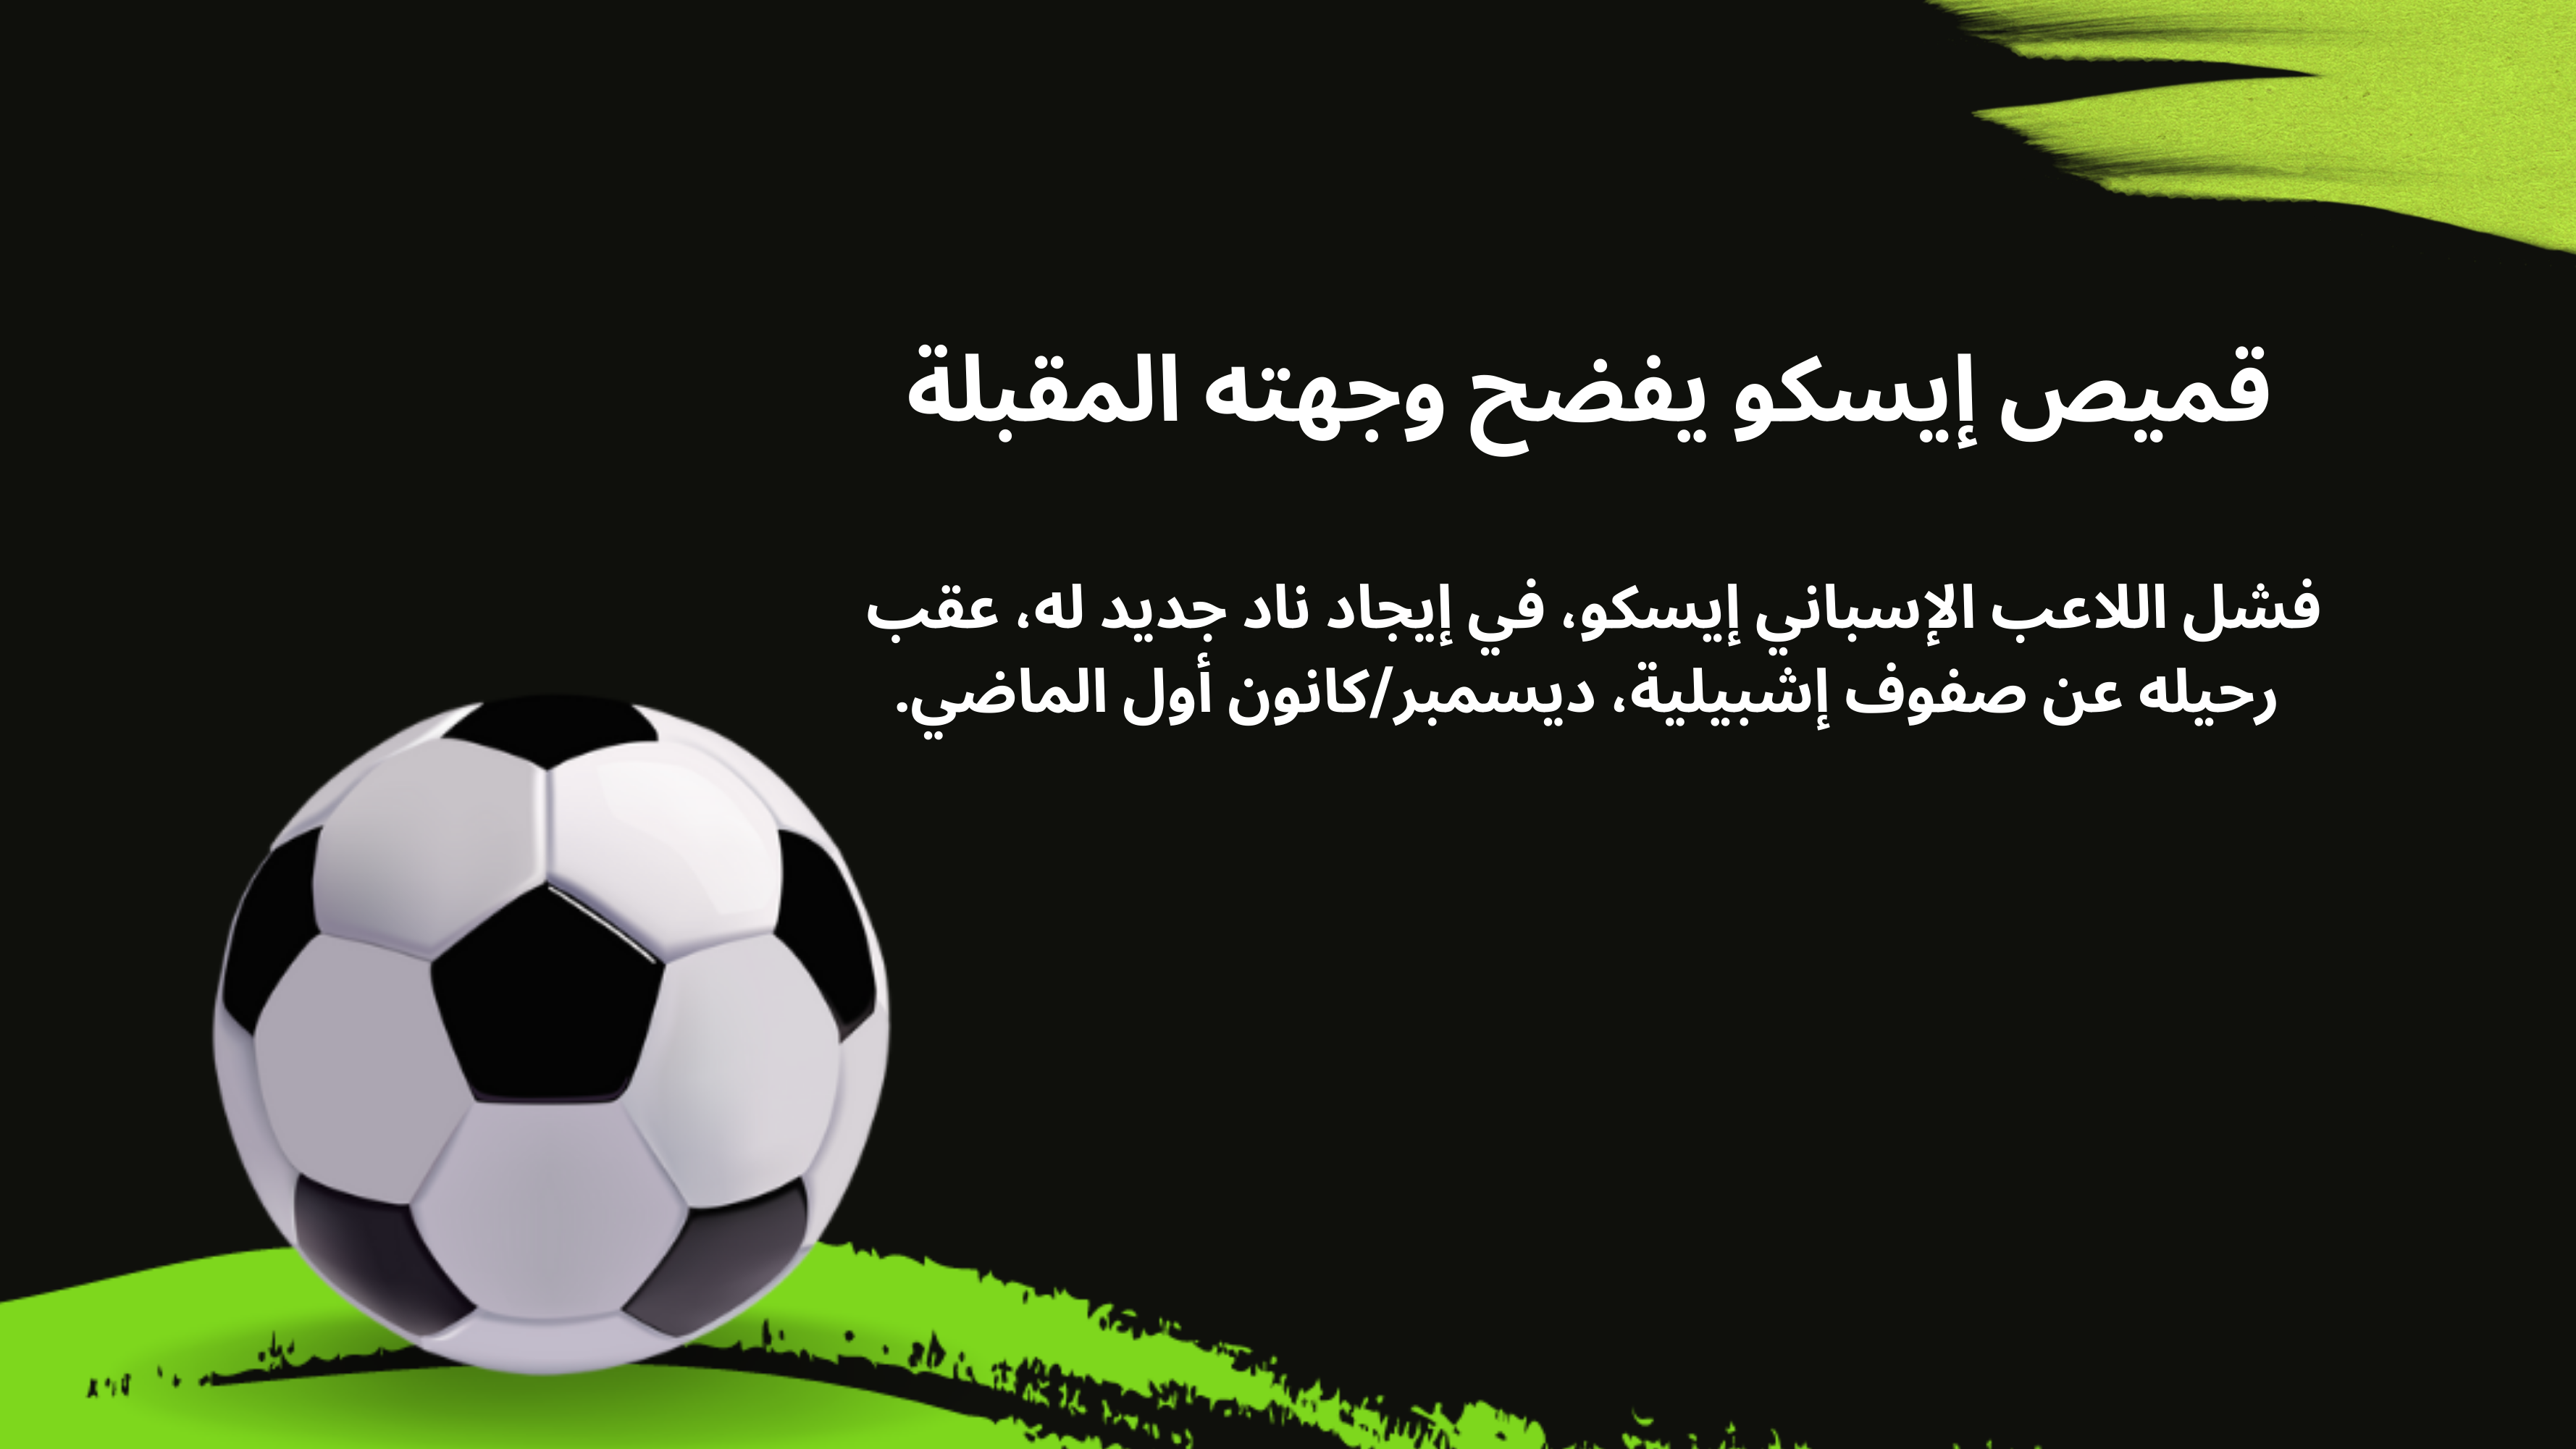 قميص إيسكو يفضح وجهته المقبلة
فشل اللاعب الإسباني إيسكو، في إيجاد ناد جديد له، عقب
رحيله عن صفوف إشبيلية، ديسمبر/كانون أول الماضي.